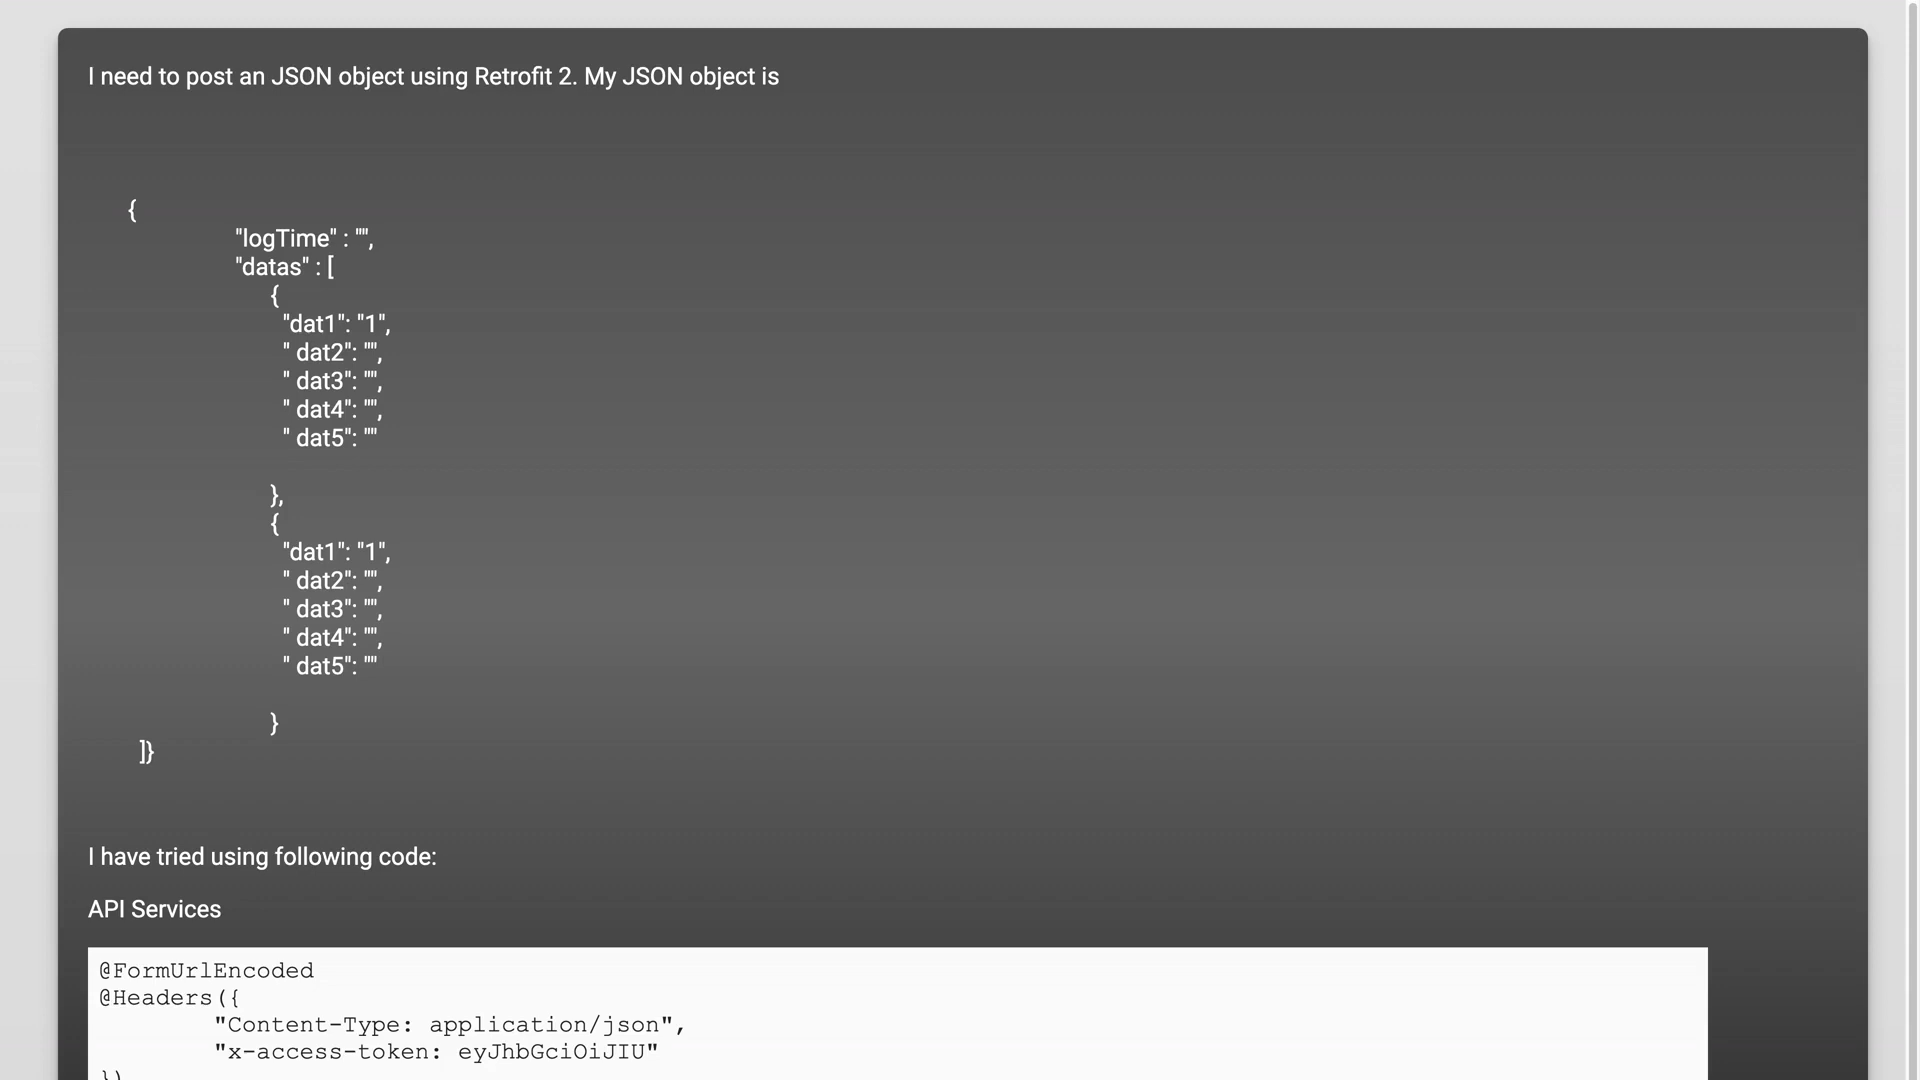 I need to post an JSON object using Retrofit 2. My JSON object is
{
"logTime" : "",
"datas" : [
{
"dat1": "1",
" dat2": "",
" dat3": "",
" dat4": "",
" dat5": ""
},
{
"dat1": "1",
" dat2": "",
" dat3": "",
" dat4": "",
" dat5": ""
}
]}
I have tried using following code:
API Services
@FormUrlEncoded
@Headers({
"Content-Type: application/json",
"x-access-token: eyJhbGciOiJIU"
})